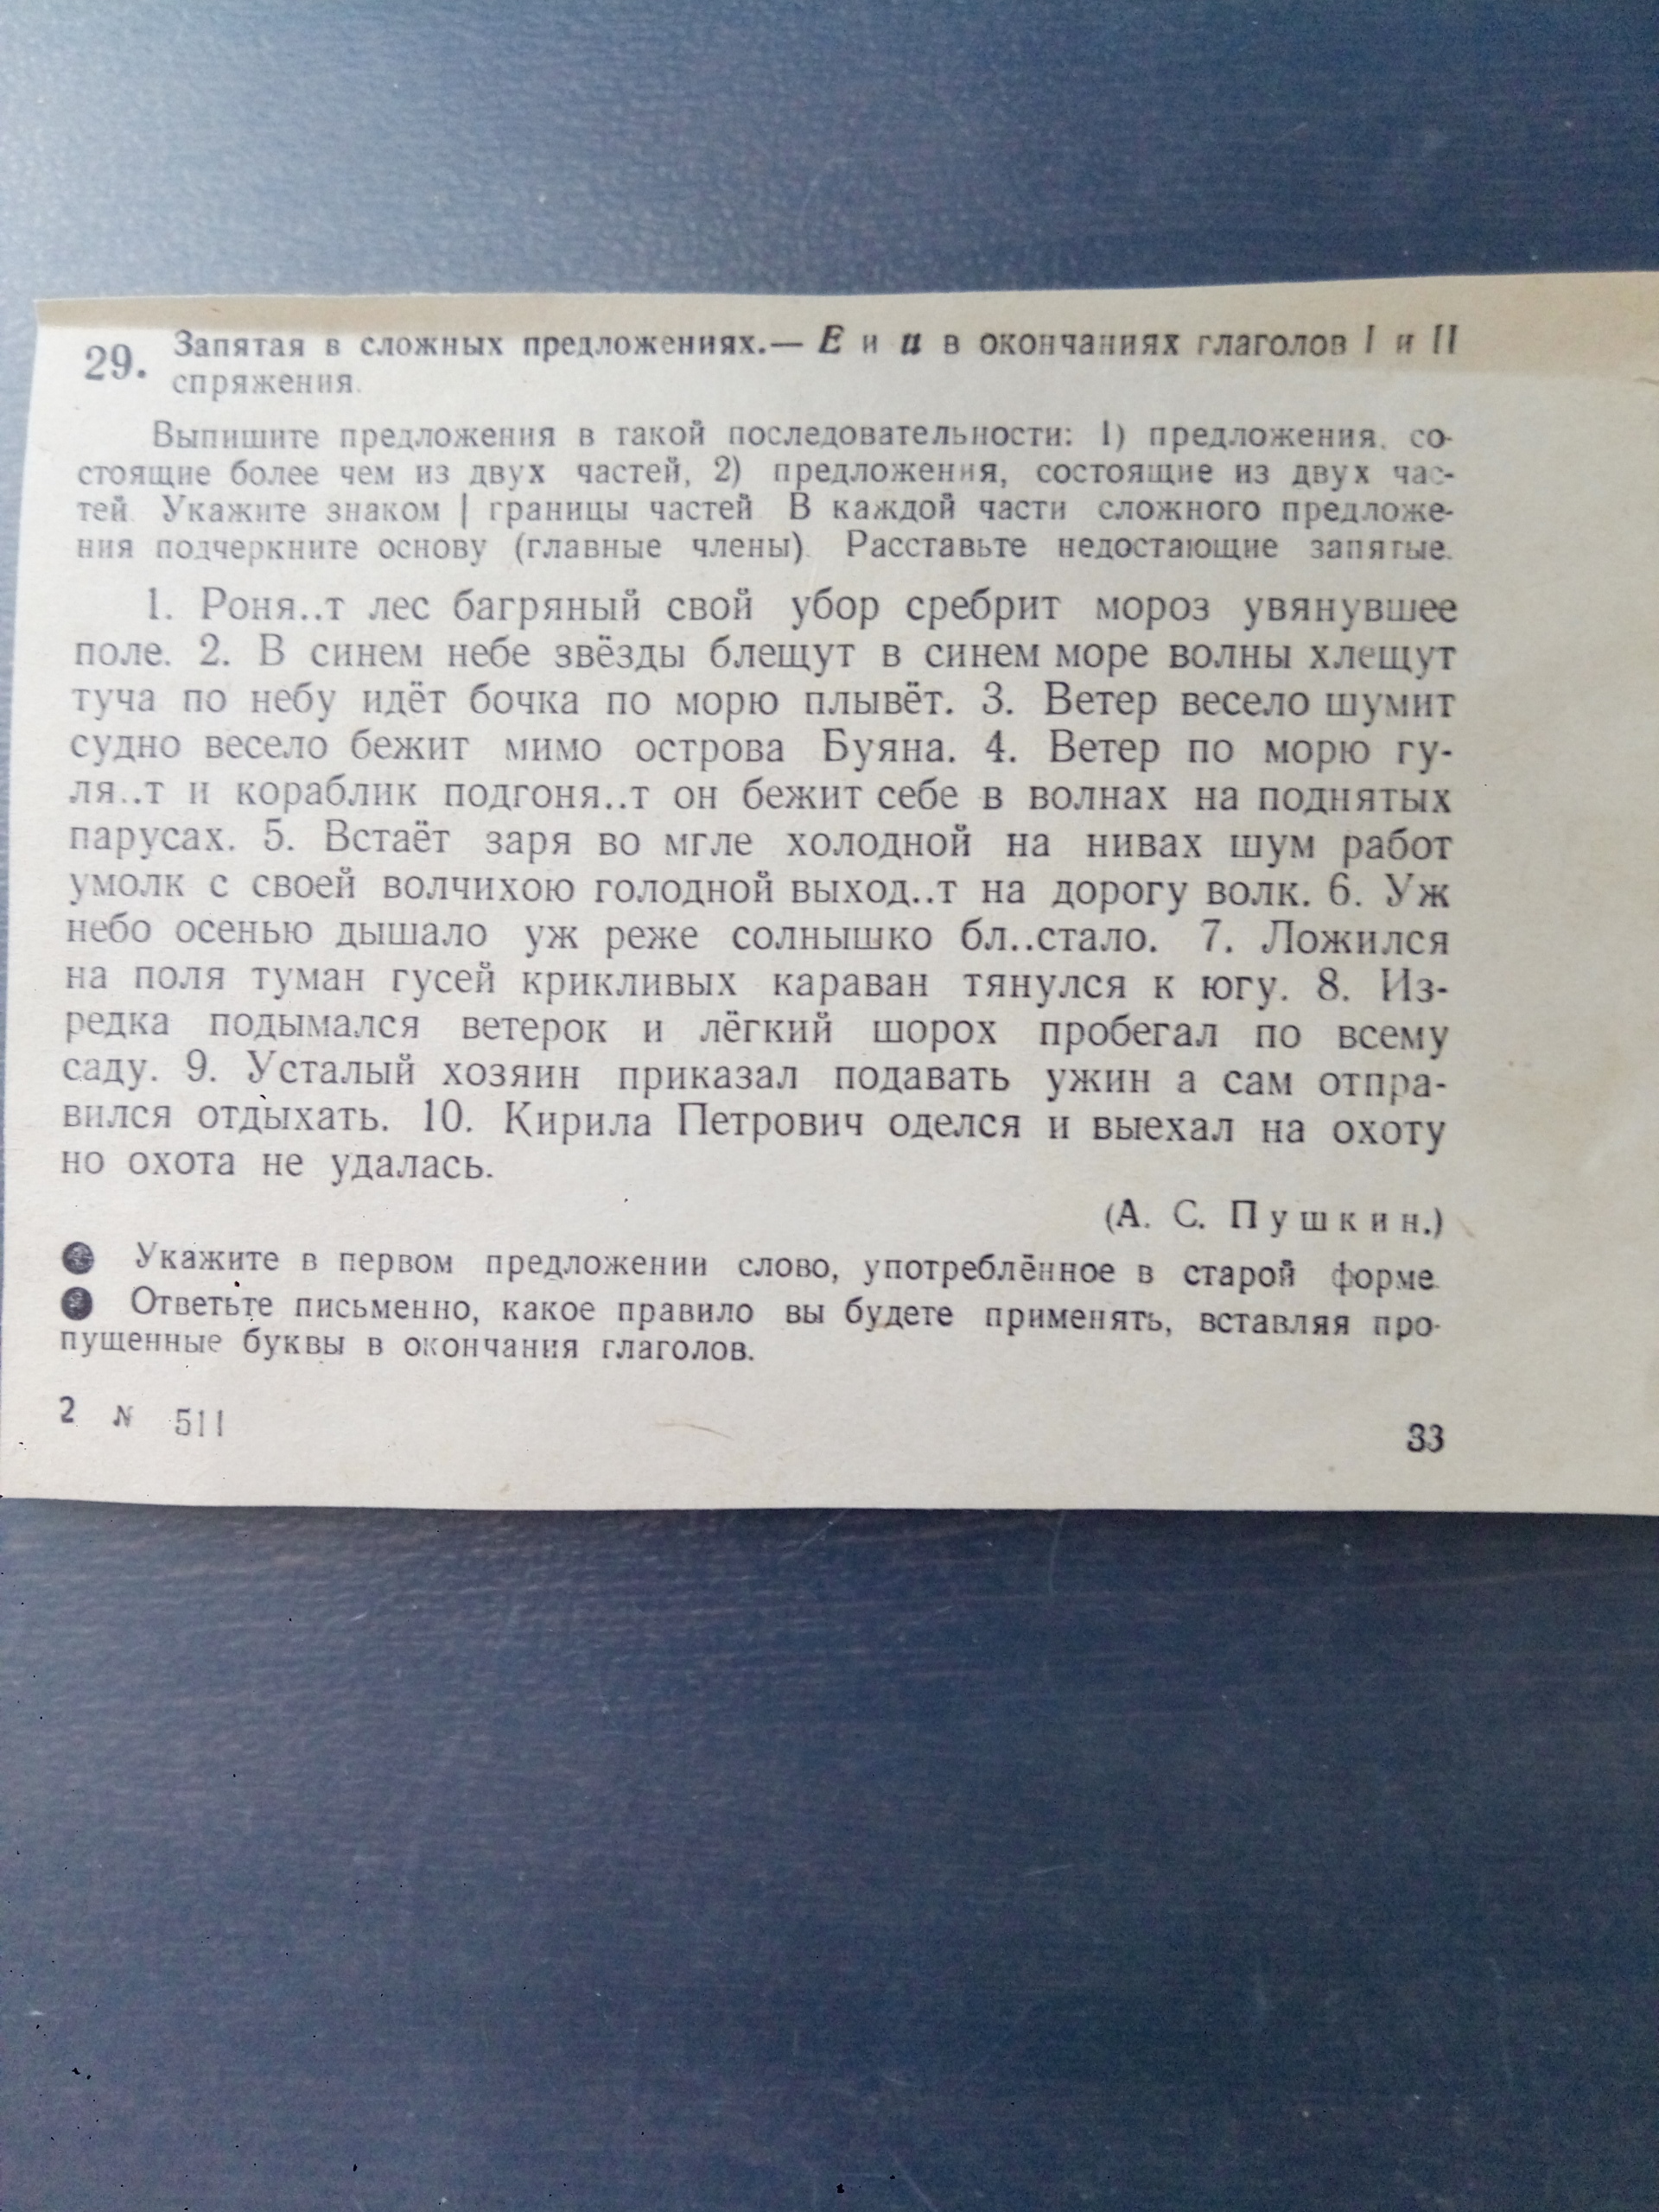 29. Запятая в сложных предложениях.— Е и и в окончаниях глаголов I и II
спряжения.
Выпишите предложения в такой последовательности: 1) предложения, со-
стоящие более чем из двух частей, 2) предложения, состоящие из двух час-
тей. Укажите знаком | границы частей. В каждой части сложного предложе-
ния подчеркните основу (главные члены). Расставьте недостающие запятые.
1. Роня..т лес багряный свой убор сребрит мороз увянувшее
поле. 2. В синем небе звёзды блещут в синем море волны хлещут
туча по небу идёт бочка по морю плывёт. 3. Ветер весело шумит
судно весело бежит мимо острова Буяна. 4. Ветер по морю гу-
ля..т и кораблик подгоня..т он бежит себе в волнах на поднятых
парусах. 5. Встаёт заря во мгле холодной на нивах шум работ
умолк с своей волчихою голодной выход..т на дорогу волк. 6. Уж
небо осенью дышало уж реже солнышко бл..стало. 7. Ложился
на поля туман гусей крикливых караван тянулся к югу. 8. Из-
редка подымался ветерок и лёгкий шорох пробегал по всему
саду. 9. Усталый хозяин приказал подавать ужин а сам отпра-
вился отдыхать. 10. Кирила Петрович оделся и выехал на охоту
но охота не удалась.
(А. С. Пушкин.)
Укажите в первом предложении слово, употреблённое в старой форме.
Ответьте письменно, какое правило вы будете применять, вставляя про-
пущенные буквы в окончания глаголов.
2 № 511
33